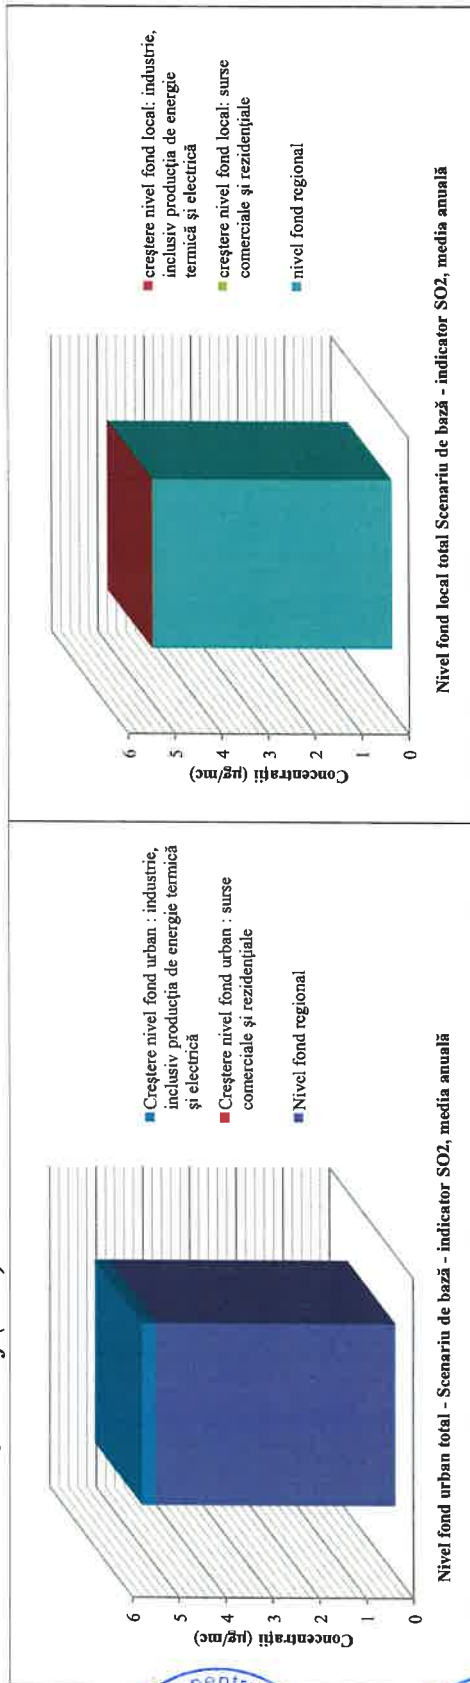 Concentrații (µg/mc)
6
5
4
3
2
1
0
Creștere nivel fond urban : industrie,
inclusiv producția de energie termică
și electrică
Creștere nivel fond urban : surse
comerciale și rezidențiale
Nivel fond regional
Nivel fond urban total - Scenariu de bază - indicator SO2, media anuală
Concentrații (µg/mc)
6
5
4
3
2
1
0
creștere nivel fond local: industrie,
inclusiv producția de energie
termică și electrică
creștere nivel fond local: surse
comerciale și rezidențiale
nivel fond regional
Nivel fond local total Scenariu de bază - indicator SO2, media anuală